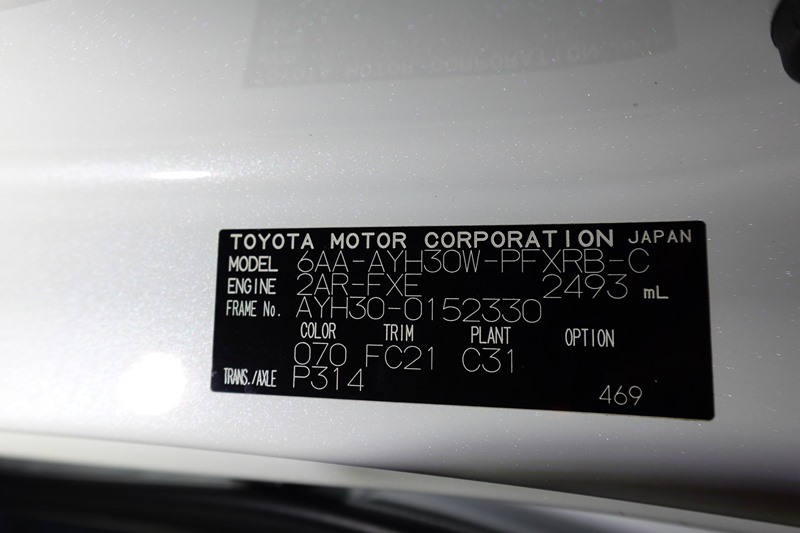 TOYOTA MOTOR CORPORATION JAPAN
MODEL 6AA-AYH30W-PFXRB-C
ENGINE 2AR-FXE 2493 mL
FRAME No. AYH30-0152330
COLOR TRIM PLANT OPTION
070 FC21 C31
TRANS./AXLE P314
469